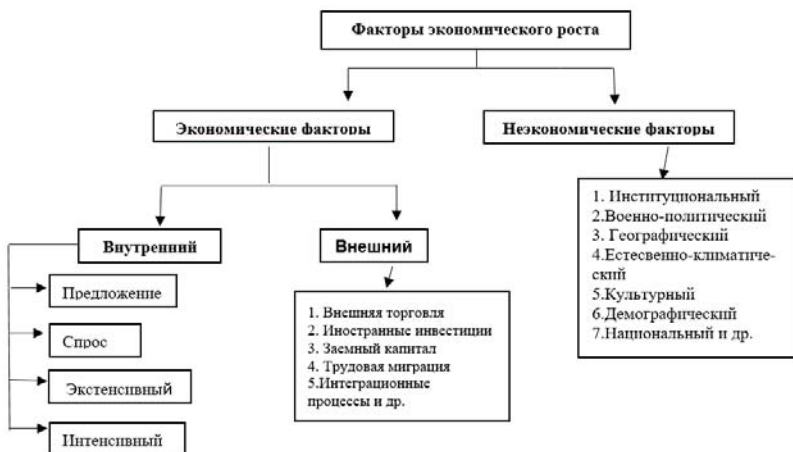 Факторы экономического роста
Экономические факторы
Неэкономические факторы
Внутренний
Внешний
Предложение
Спрос
Экстенсивный
Интенсивный
1. Внешняя торговля
2. Иностранные инвестиции
3. Заемный капитал
4. Трудовая миграция
5.Интеграционные
процессы и др.
1. Институциональный
2.Военно-политический
3. Географический
4.Естесвенно-климатиче-
ский
5.Культурный
6.Демографический
7.Национальный и др.